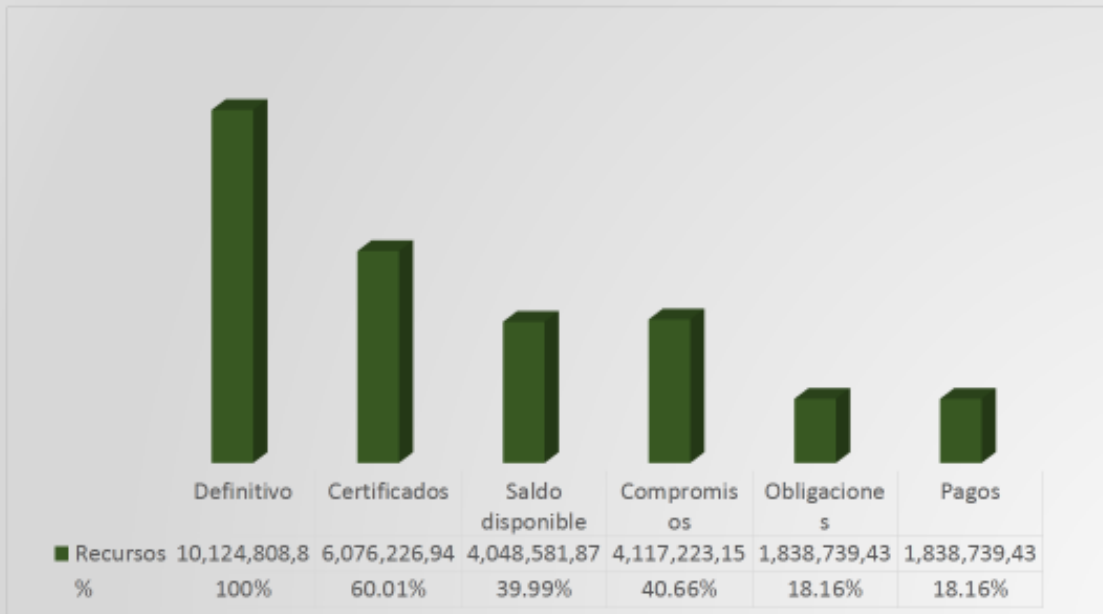 Definitivo Certificados Saldo Compromis Obligacione Pagos
disponible os s
Recursos 10,124,808,8 6,076,226,94 4,048,581,87 4,117,223,15 1,838,739,43 1,838,739,43
% 100% 60.01% 39.99% 40.66% 18.16% 18.16%